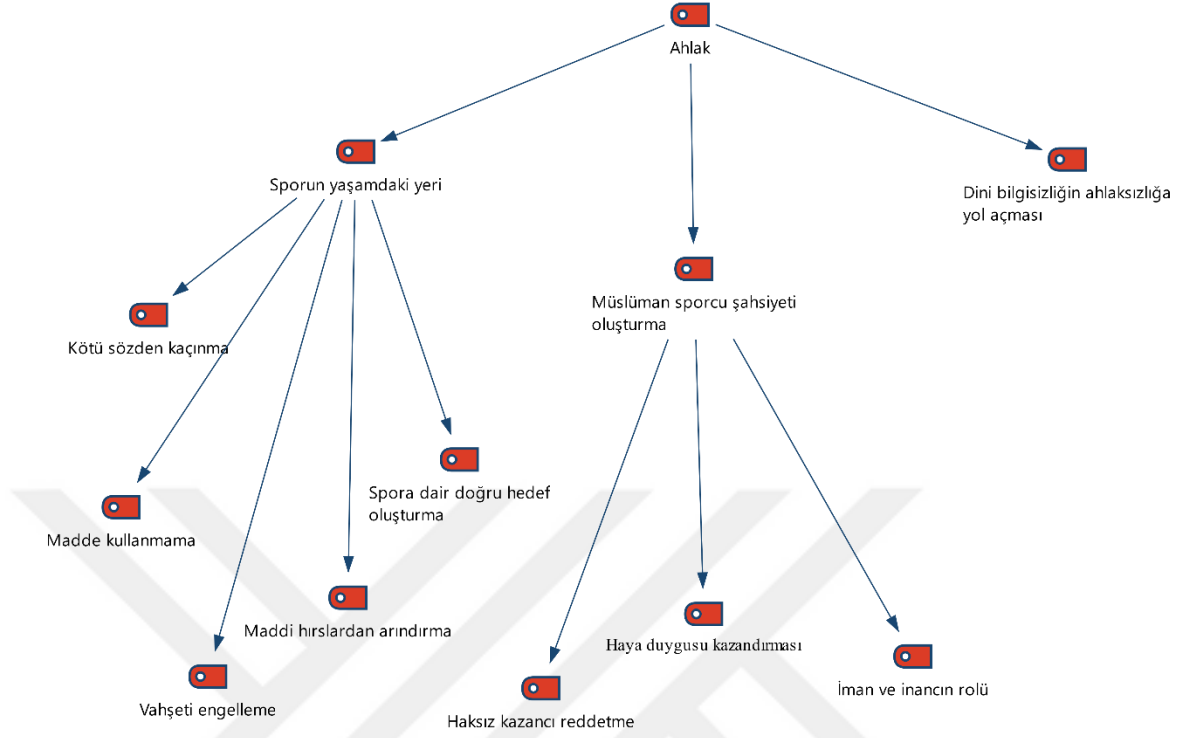 Ahlak
Sporun yaşamdaki yeri
Dini bilgisizliğin ahlaksızlığa
yol açması
Müslüman sporcu şahsiyeti
oluşturma
Kötü sözden kaçınma
Spora dair doğru hedef
oluşturma
Madde kullanmama
Maddi hırslardan arındırma
Haya duygusu kazandırması
İman ve inancın rolü
Vahşeti engelleme
Haksız kazancı reddetme